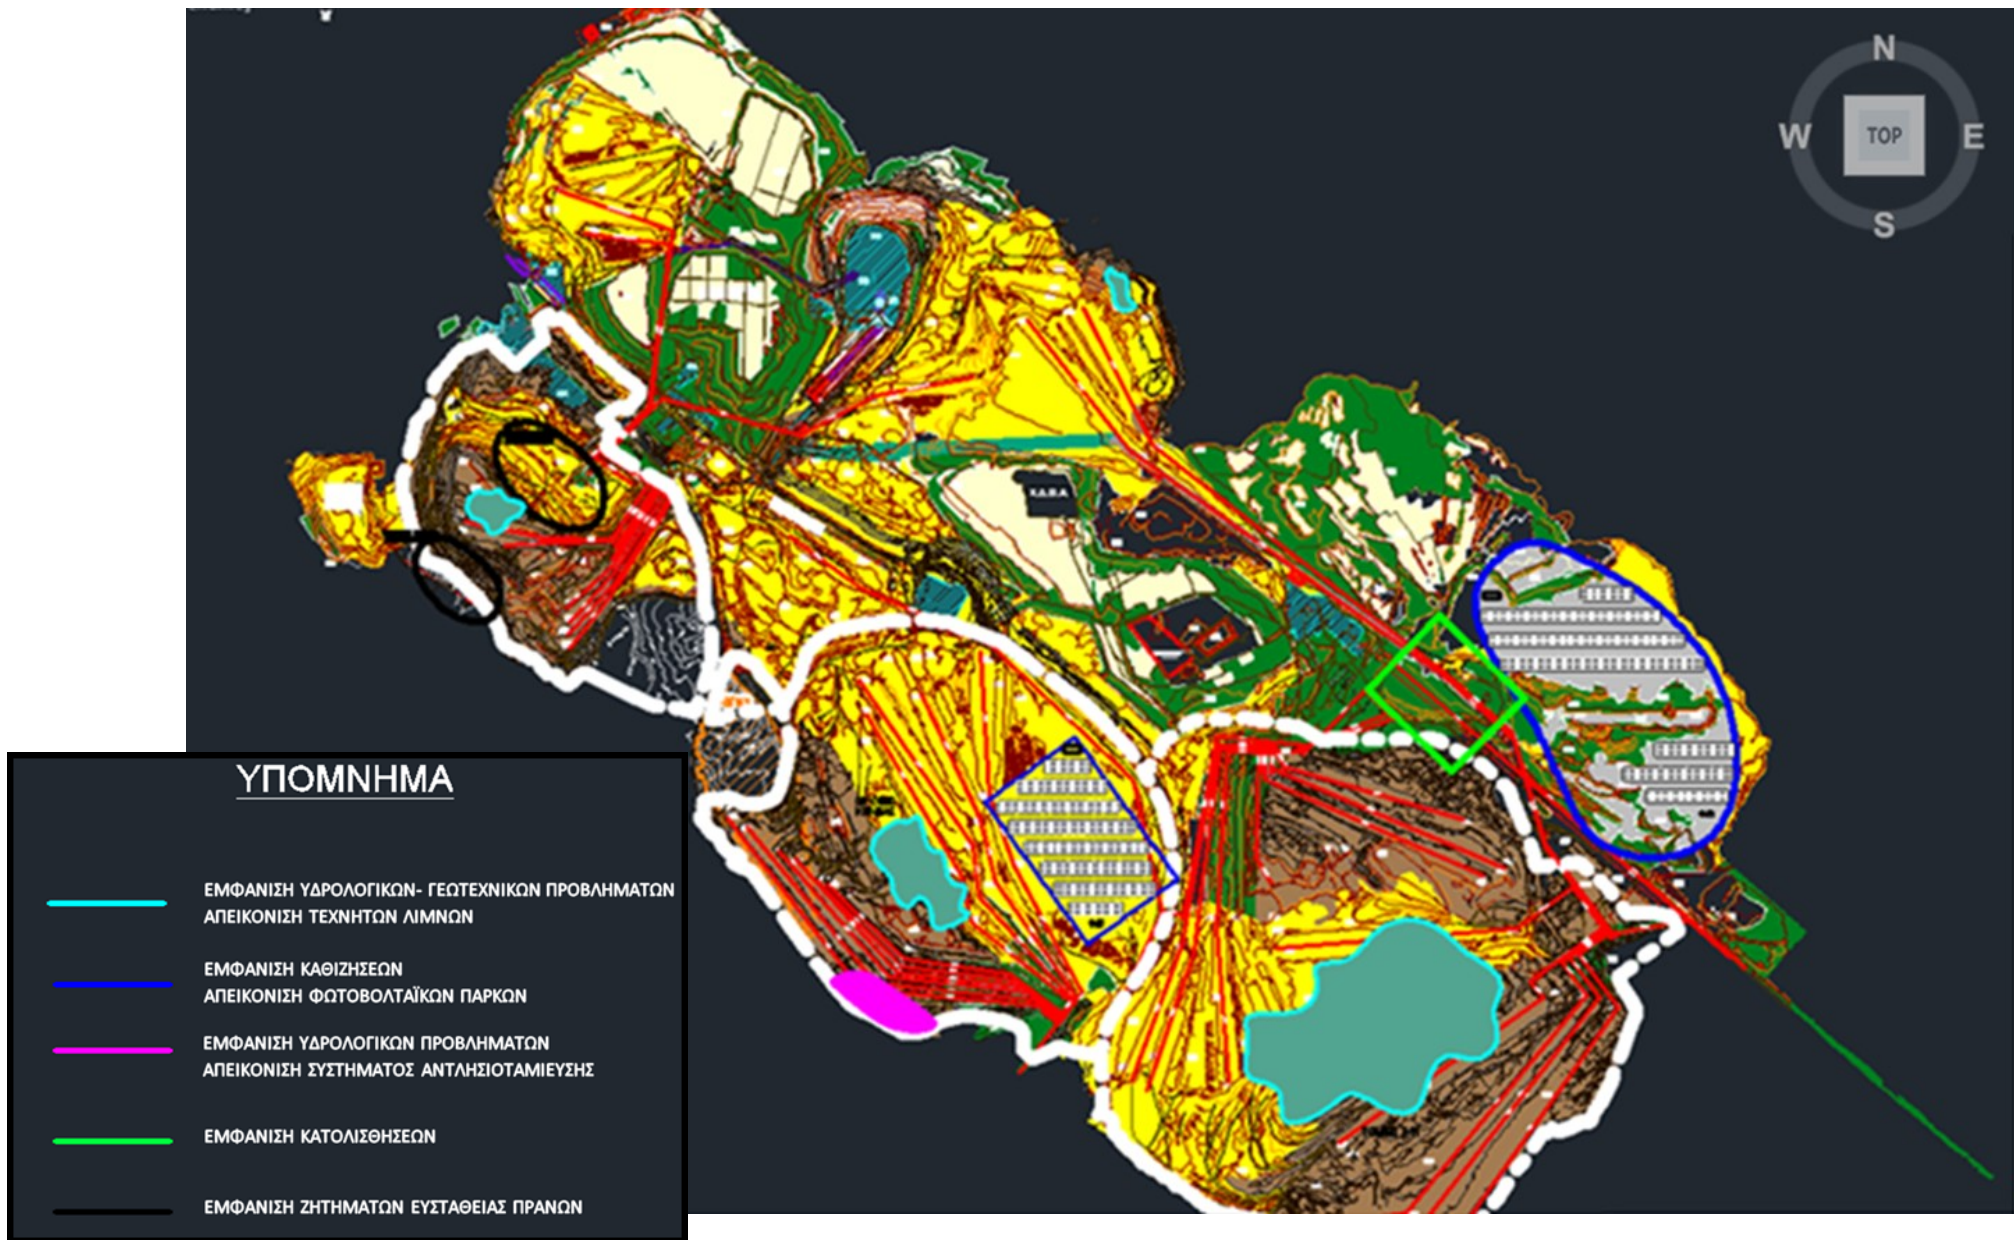 N
W
TOP
E
S
Χ.Δ.Β.Α
ΥΠΟΜΝΗΜΑ
ΕΜΦΑΝΙΣΗ ΥΔΡΟΛΟΓΙΚΩΝ- ΓΕΩΤΕΧΝΙΚΩΝ ΠΡΟΒΛΗΜΑΤΩΝ
ΑΠΕΙΚΟΝΙΣΗ ΤΕΧΝΗΤΩΝ ΛΙΜΝΩΝ
ΕΜΦΑΝΙΣΗ ΚΑΘΙΖΗΣΕΩΝ
ΑΠΕΙΚΟΝΙΣΗ ΦΩΤΟΒΟΛΤΑΪΚΩΝ ΠΑΡΚΩΝ
ΕΜΦΑΝΙΣΗ ΥΔΡΟΛΟΓΙΚΩΝ ΠΡΟΒΛΗΜΑΤΩΝ
ΑΠΕΙΚΟΝΙΣΗ ΣΥΣΤΗΜΑΤΟΣ ΑΝΤΛΗΣΙΟΤΑΜΙΕΥΣΗΣ
ΕΜΦΑΝΙΣΗ ΚΑΤΟΛΙΣΘΗΣΕΩΝ
ΕΜΦΑΝΙΣΗ ΖΗΤΗΜΑΤΩΝ ΕΥΣΤΑΘΕΙΑΣ ΠΡΑΝΩΝ